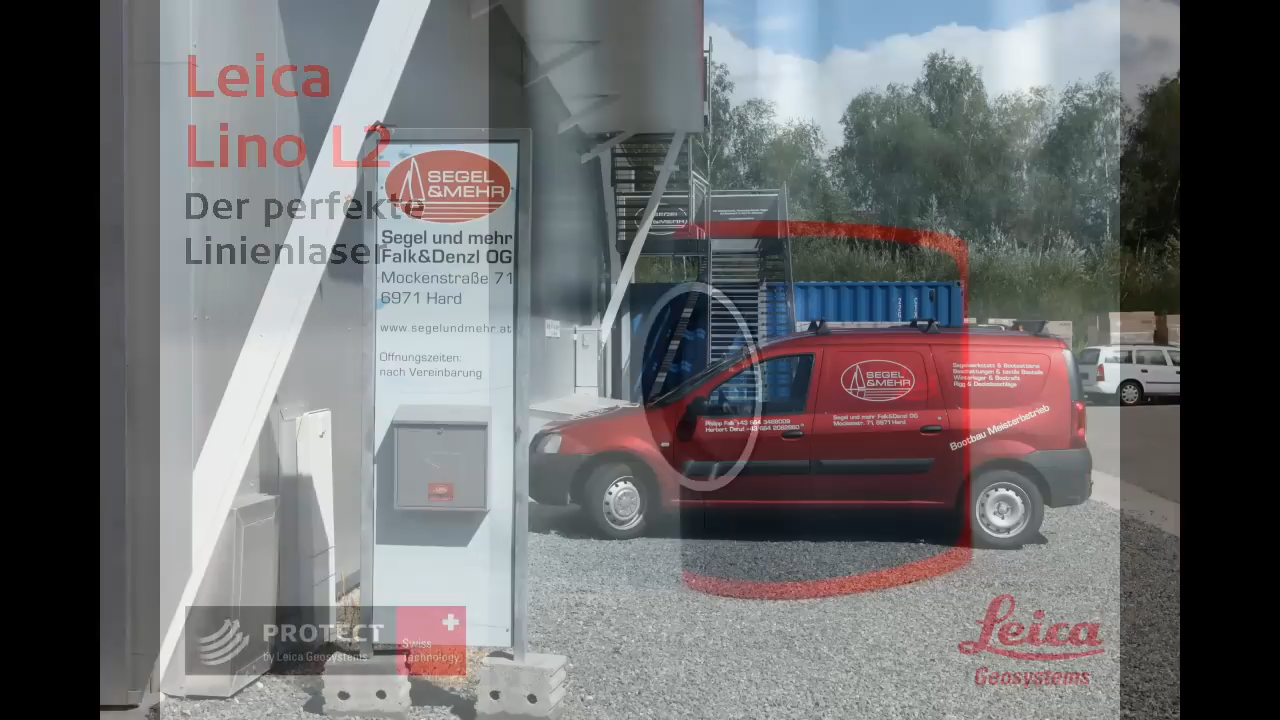 Leica
Lino L2
Der perfekte
Linienlaser
SEGEL
&MEHR
Segel und mehr
Falk&Denzl OG
Mockenstraße 71
6971 Hard
www.segelundmehr.at
Öffnungszeiten:
nach Vereinbarung
SEGEL
&MEHR
Segel und mehr Falk&Denzl OG
Mockenstr. 71, 6971 Hard
Bootbau Meisterbetrieb
PROTECT
by Leica Geosystems
Swiss
Technology
Leica
Geosystems